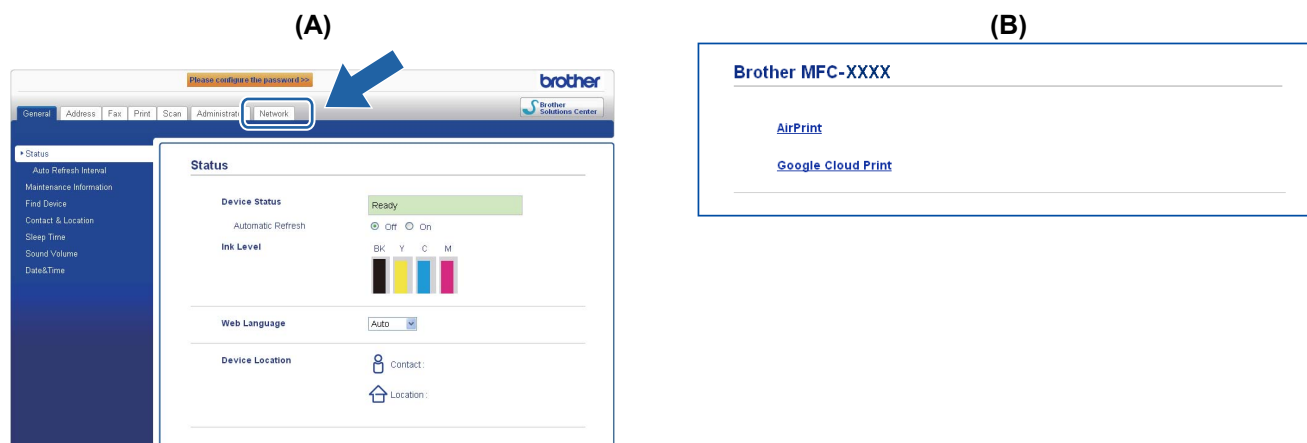 (A)
Please configure the password >>
brother
General Address Fax Print Scan Administrator Network
Brother
Solutions Center
Status
Auto Refresh Interval
Maintenance Information
Find Device
Contact & Location
Sleep Time
Sound Volume
Date&Time
Status
Device Status Ready
Automatic Refresh Off On
Ink Level BK Y C M
Web Language Auto
Device Location Contact :
Location :
(B)
Brother MFC-XXXX
AirPrint
Google Cloud Print